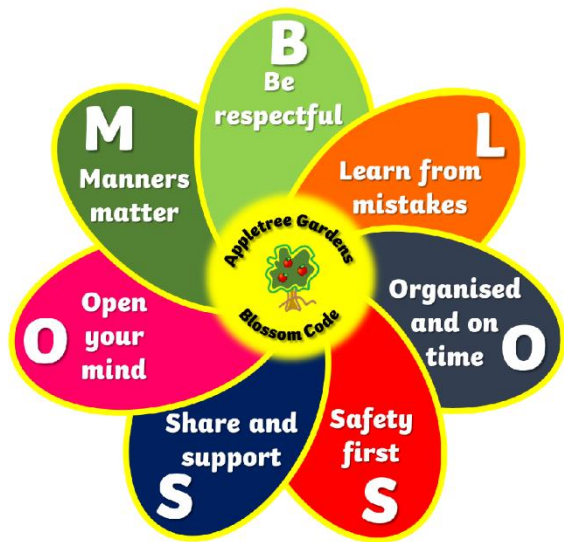 B
Be
respectful
L
Learn from
mistakes
Organised
and on
time
O
Safety
first
S
Share and
support
S
Open
your
mind
O
M
Manners
matter
Appletree Gardens
Blossom Code